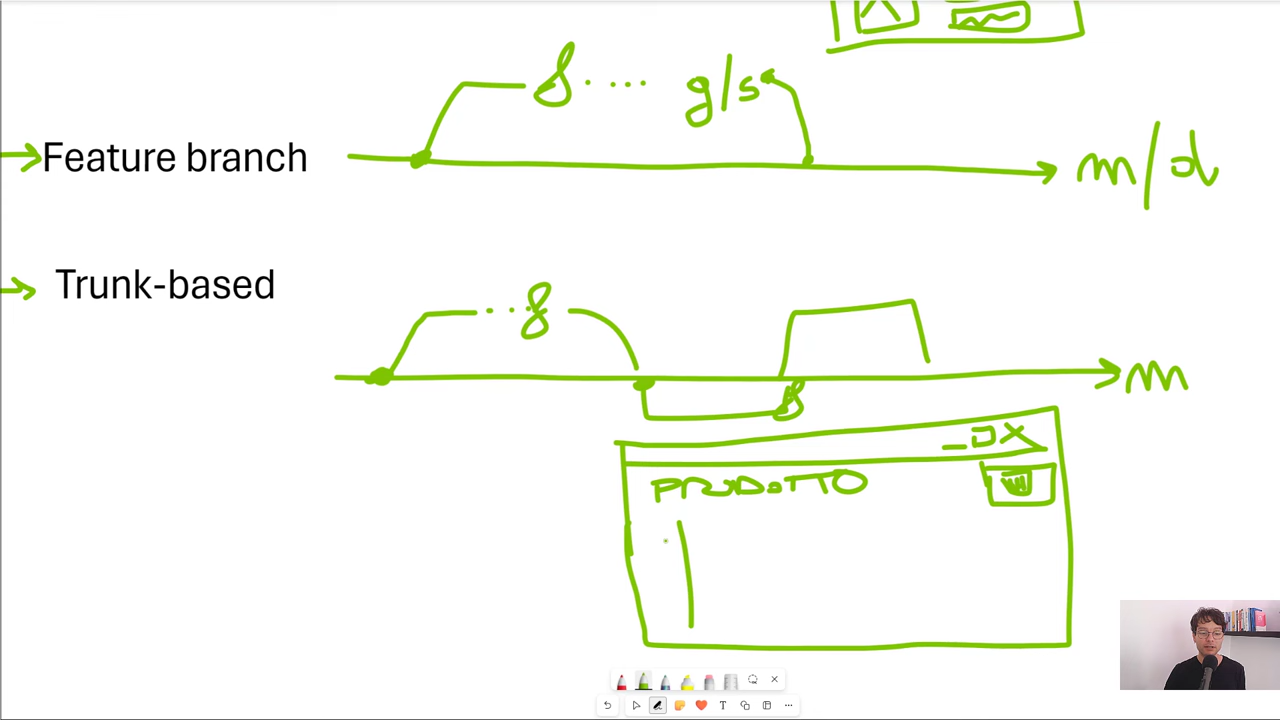 g/s
Feature branch
m/d
Trunk-based
m
PRODOTTO